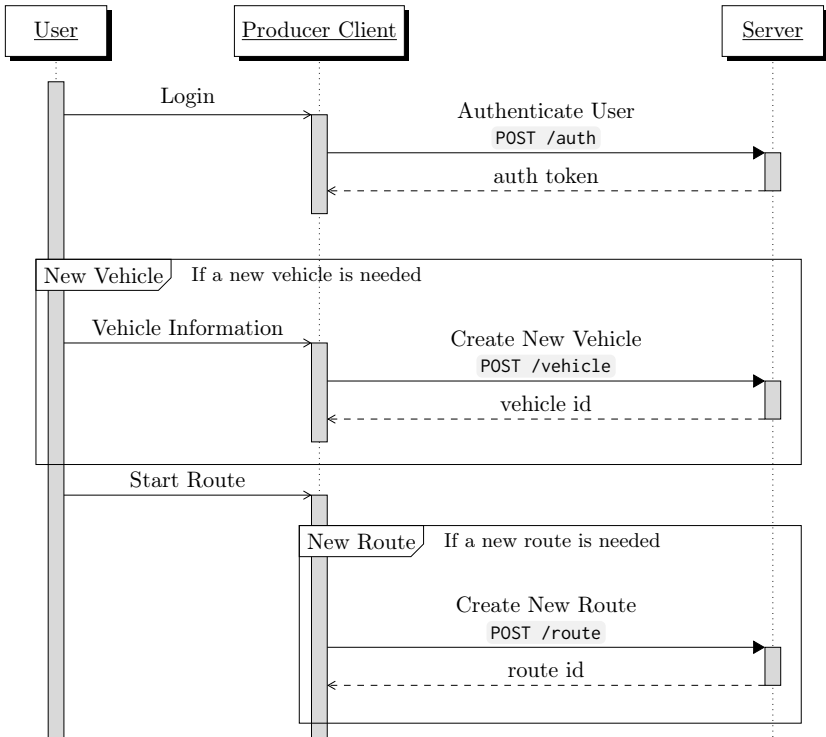 User
Producer Client
Server
Login
Authenticate User
POST /auth
auth token
New Vehicle
If a new vehicle is needed
Vehicle Information
Create New Vehicle
POST /vehicle
vehicle id
Start Route
New Route
If a new route is needed
Create New Route
POST /route
route id